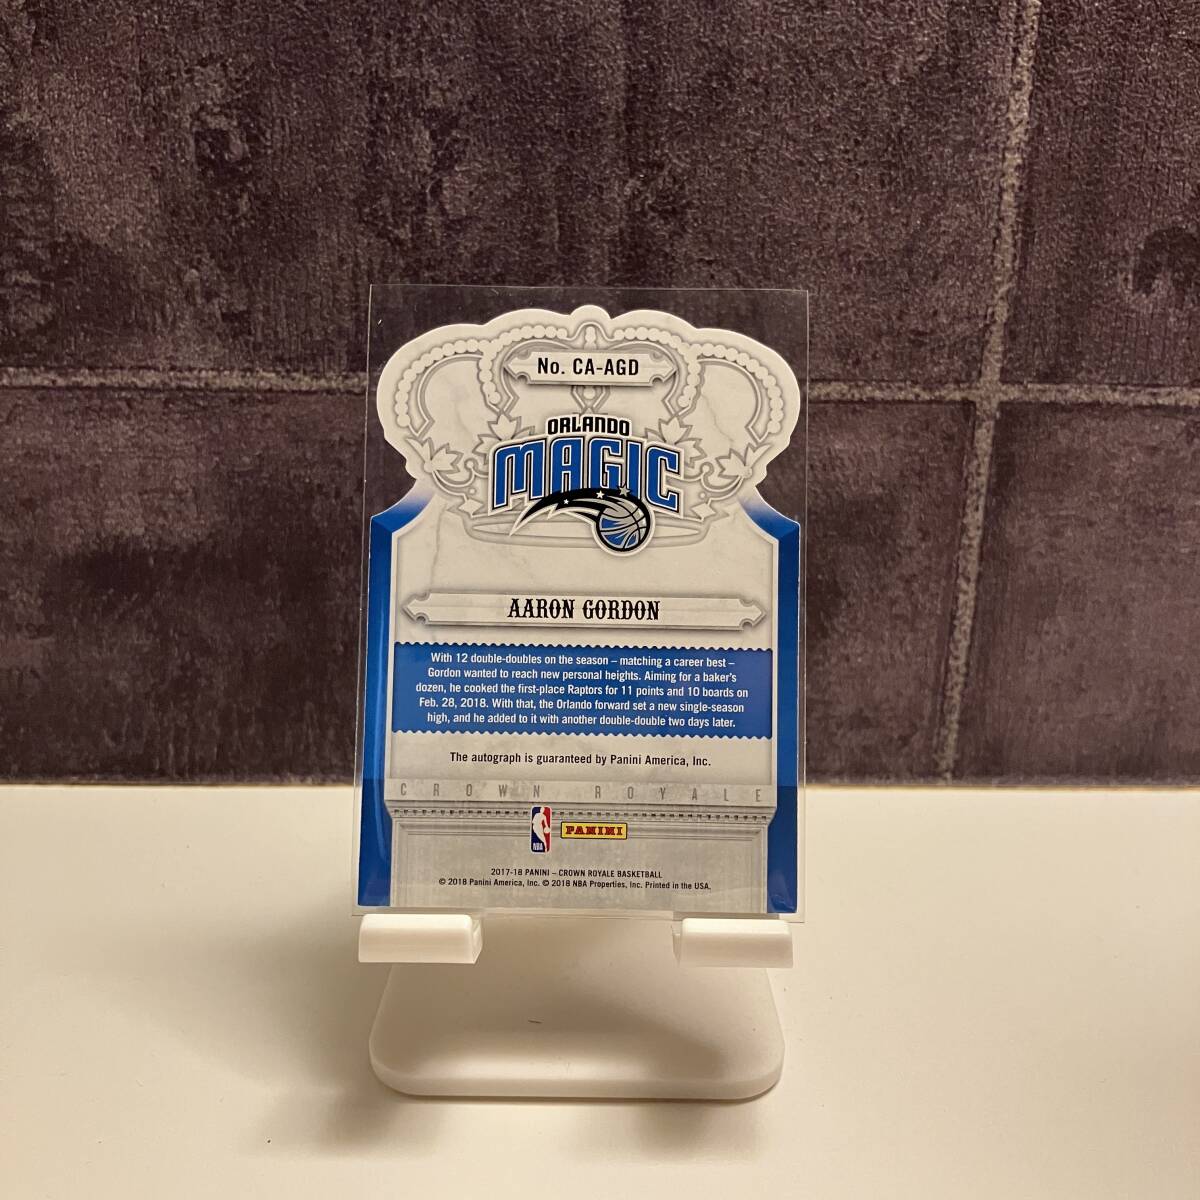 No. CA-AGD
ORLANDO
MAGIC
AARON GORDON
With 12 double-doubles on the season – matching a career best –
Gordon wanted to reach new personal heights. Aiming for a baker's
dozen, he cooked the first-place Raptors for 11 points and 10 boards on
Feb. 28, 2018. With that, the Orlando forward set a new single-season
high, and he added to it with another double-double two days later.
The autograph is guaranteed by Panini America, Inc.
CROWN ROYALE
NBA PANINI
2017-18 PANINI – CROWN ROYALE BASKETBALL
© 2018 Panini America, Inc. © 2018 NBA Properties, Inc. Printed in the USA.